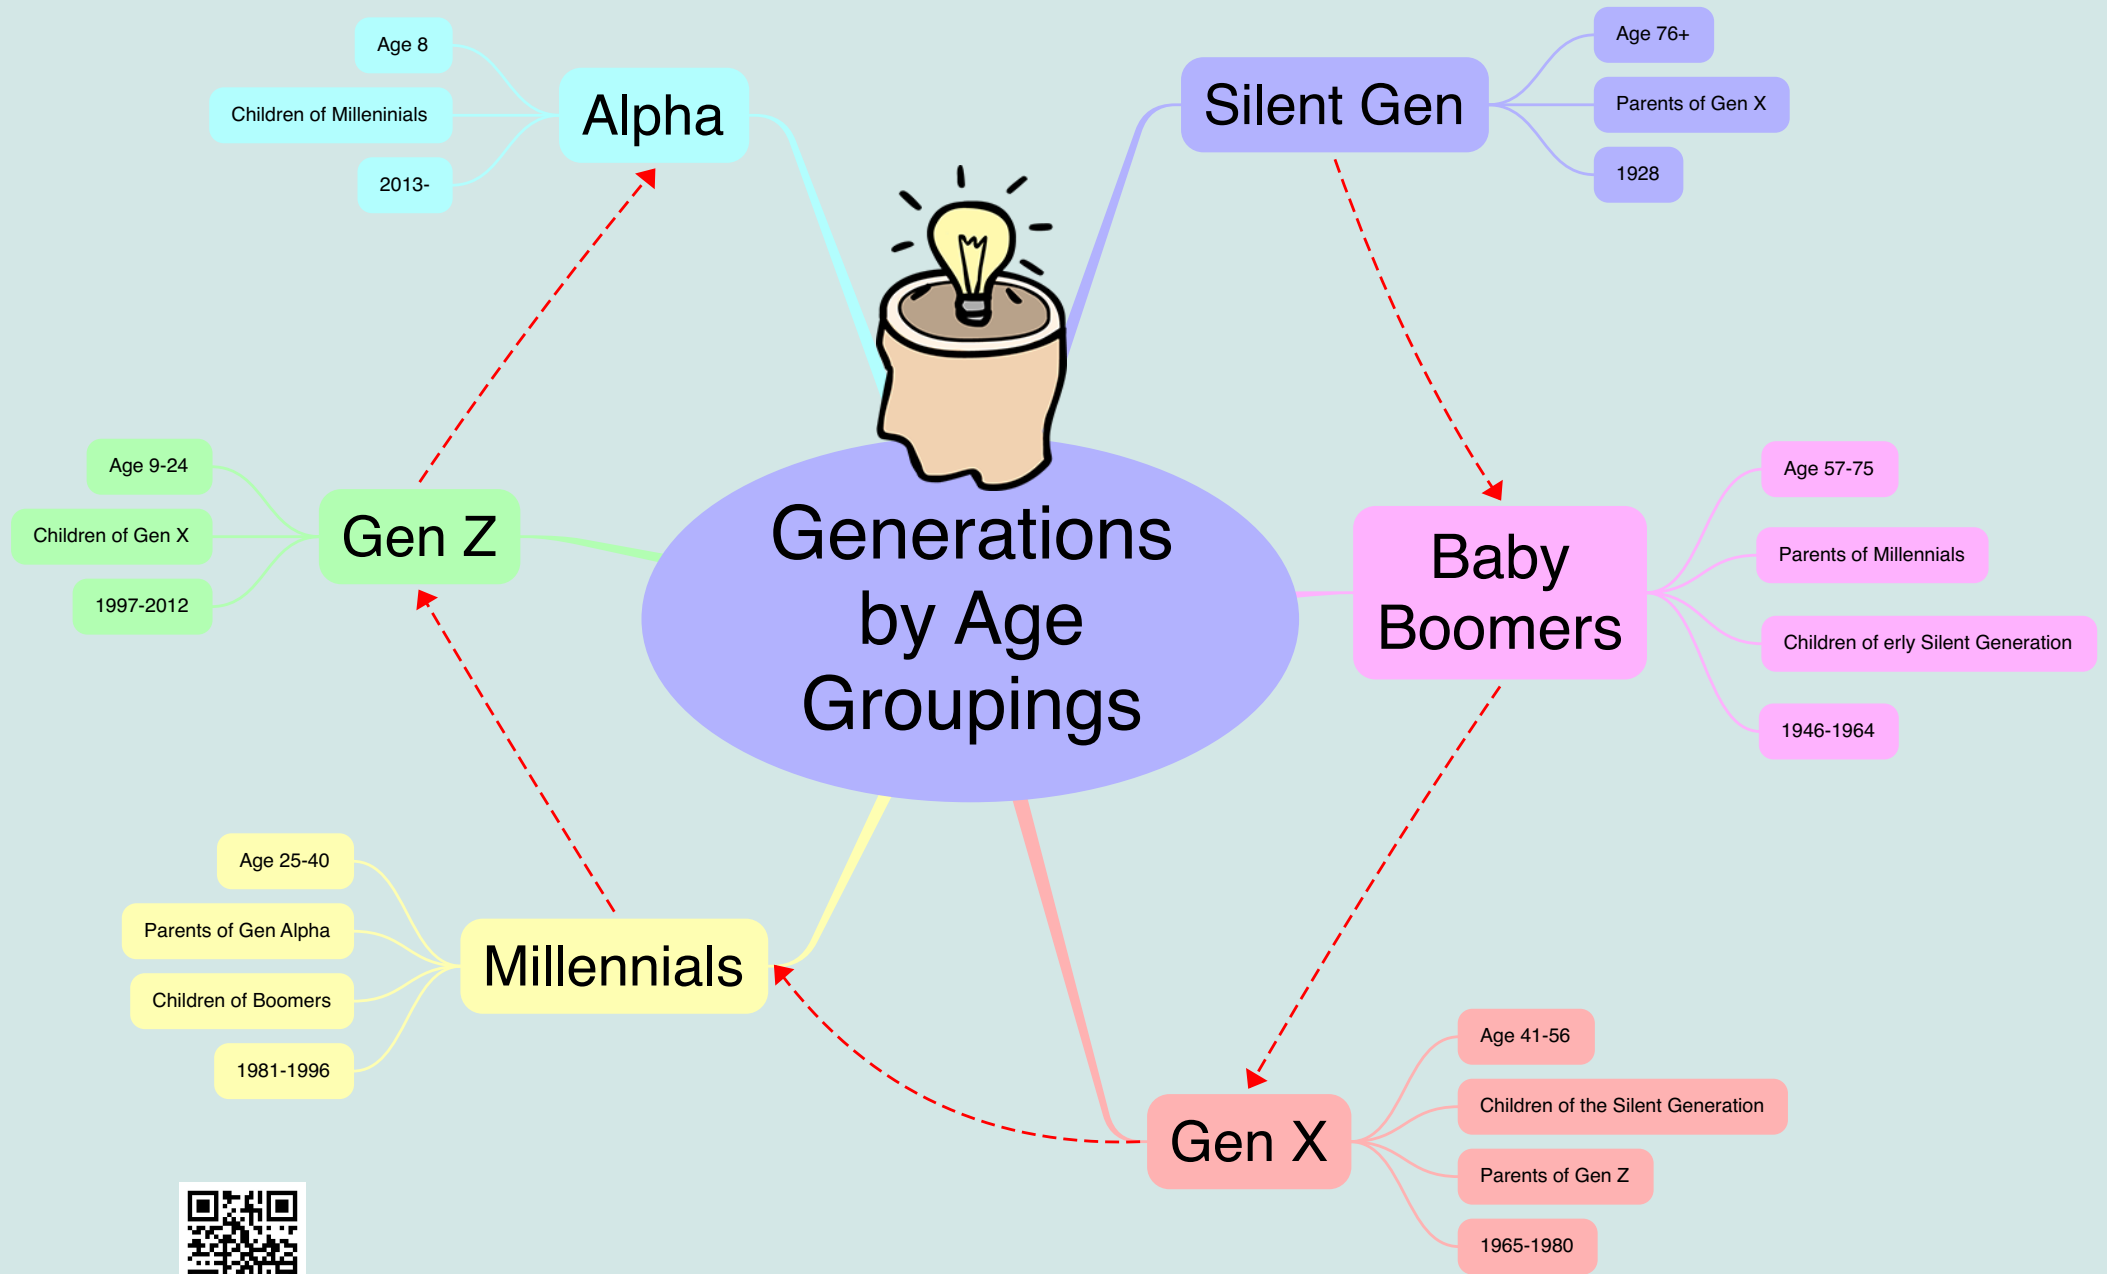 Generations
by Age
Groupings
Silent Gen
Age 76+
Parents of Gen X
1928
Baby
Boomers
Age 57-75
Parents of Millennials
Children of erly Silent Generation
1946-1964
Gen X
Age 41-56
Children of the Silent Generation
Parents of Gen Z
1965-1980
Millennials
Age 25-40
Parents of Gen Alpha
Children of Boomers
1981-1996
Gen Z
Age 9-24
Children of Gen X
1997-2012
Alpha
Age 8
Children of Milleninials
2013-